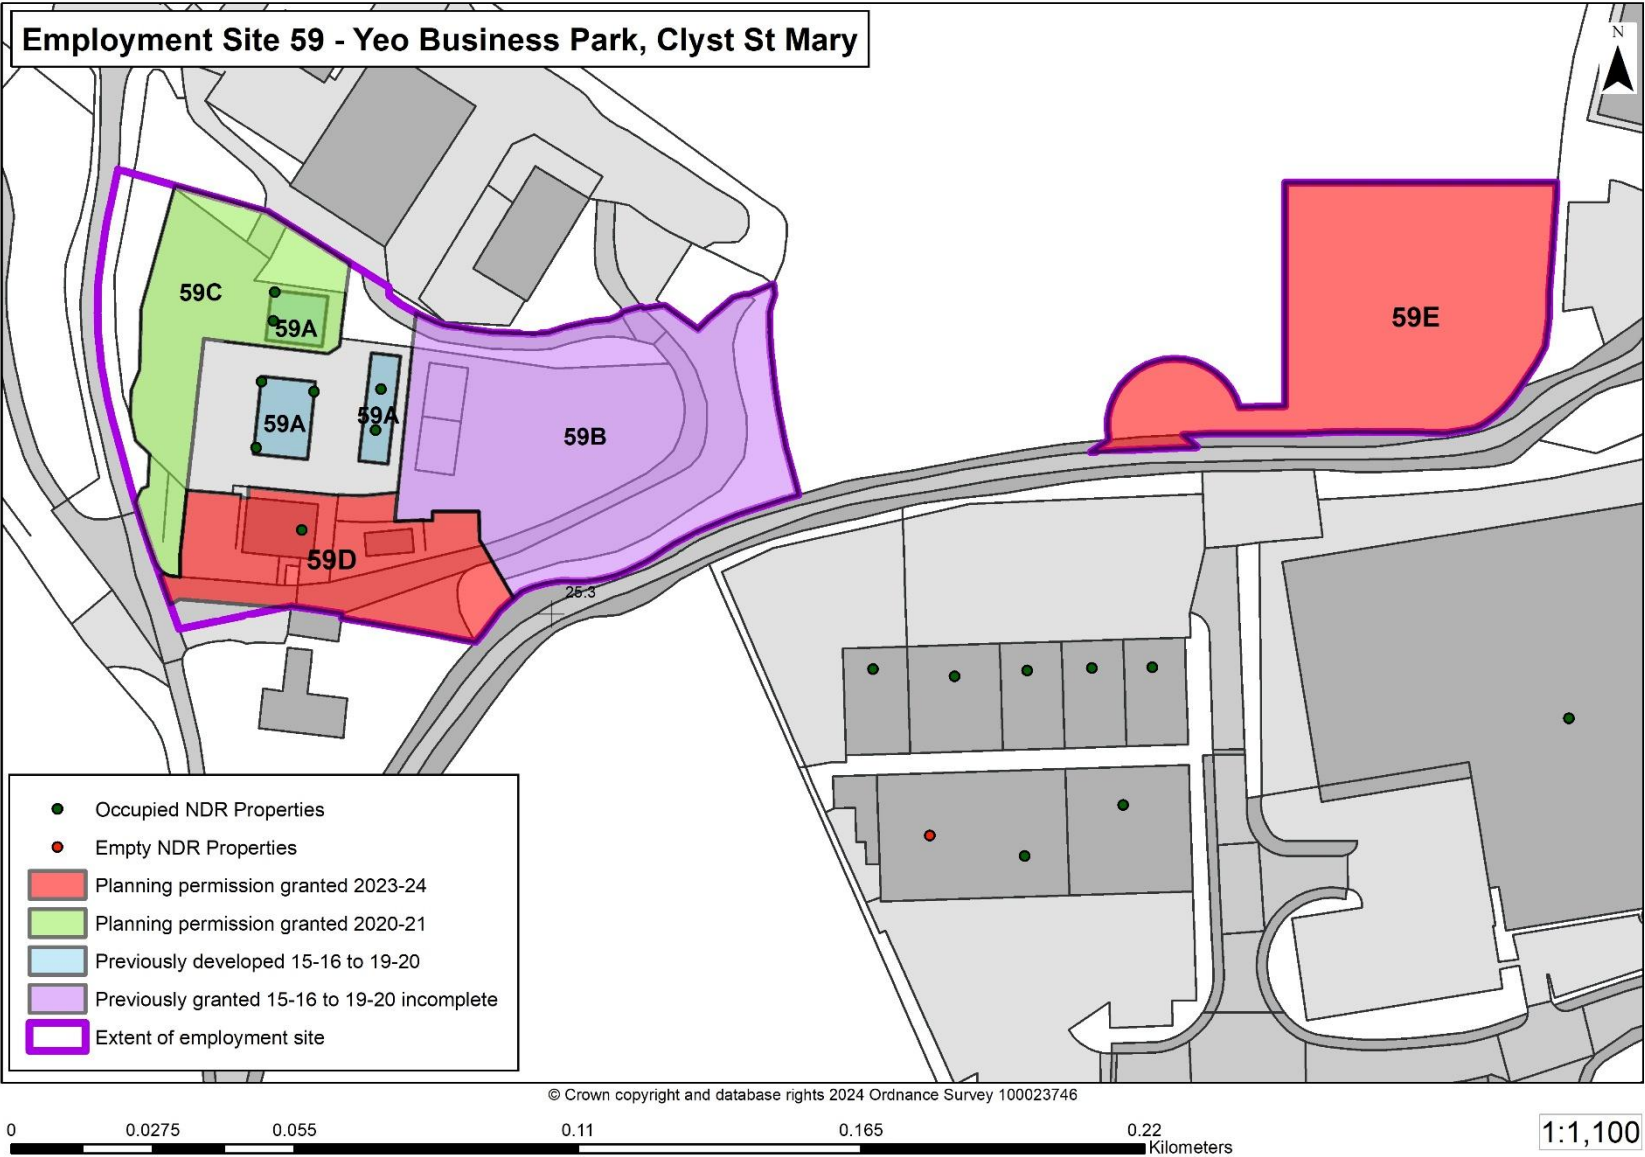 Employment Site 59 - Yeo Business Park, Clyst St Mary
N
59C
59A
59E
59A
59A
59B
59D
25.3
Occupied NDR Properties
Empty NDR Properties
Planning permission granted 2023-24
Planning permission granted 2020-21
Previously developed 15-16 to 19-20
Previously granted 15-16 to 19-20 incomplete
Extent of employment site
© Crown copyright and database rights 2024 Ordnance Survey 100023746
0 0.0275 0.055 0.11 0.165 0.22
Kilometers
1:1,100